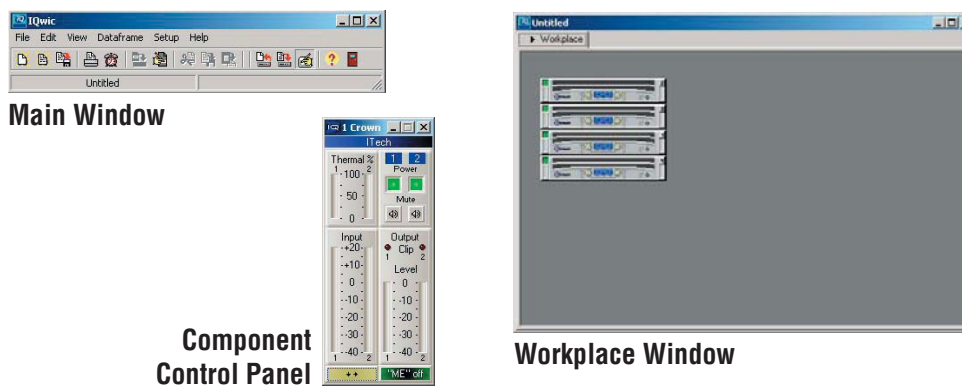 IQwic
File Edit View Dataframe Setup Help
Untitled
Main Window
1 Crown
ITech
Thermal %
1 2
100
50
0
1 2
Power
Mute
Input
+20
+10
0
-10
-20
-30
-40
1 2
Output
Clip
1 2
Level
0
-10
-20
-30
-40
1 2
++
"ME" off
Component
Control Panel
Untitled
Workplace
Workplace Window